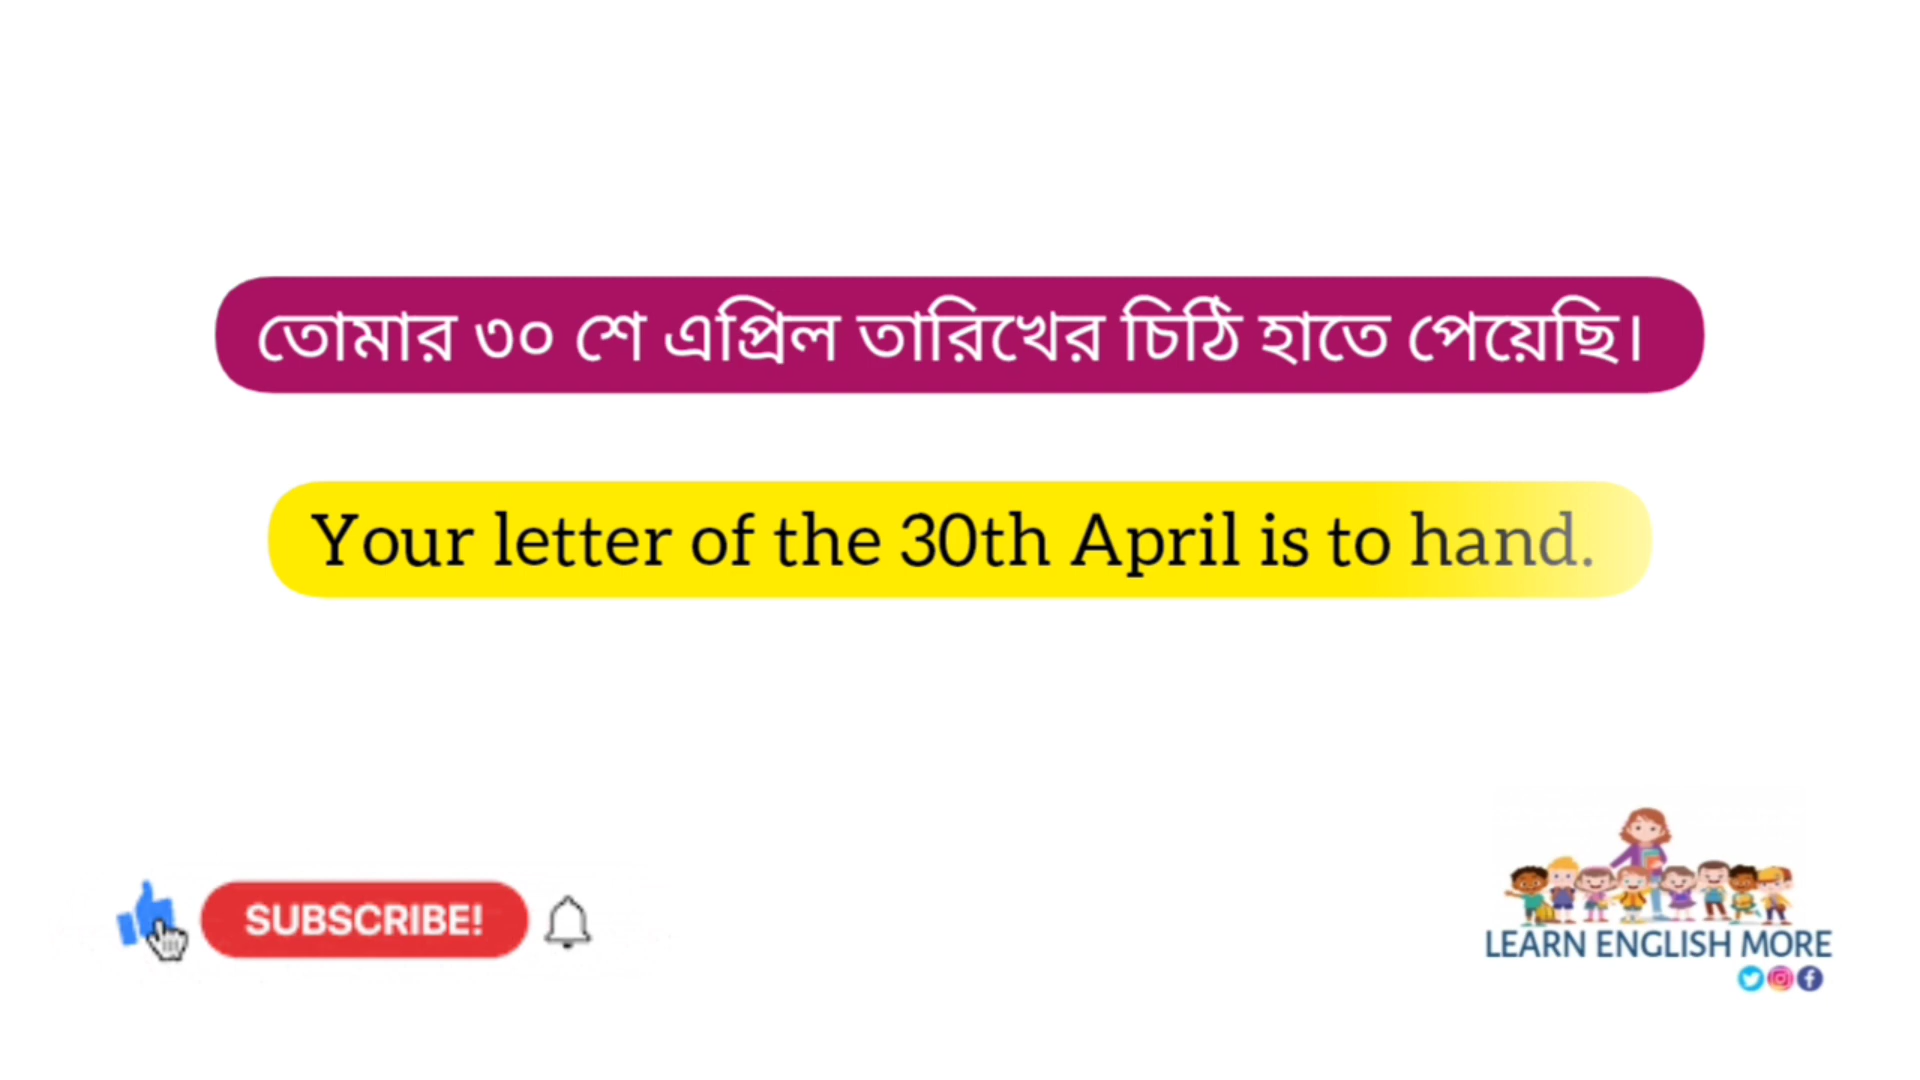 তোমার ৩০ শে এপ্রিল তারিখের চিঠি হাতে পেয়েছি।
Your letter of the 30th April is to hand.
SUBSCRIBE!
LEARN ENGLISH MORE